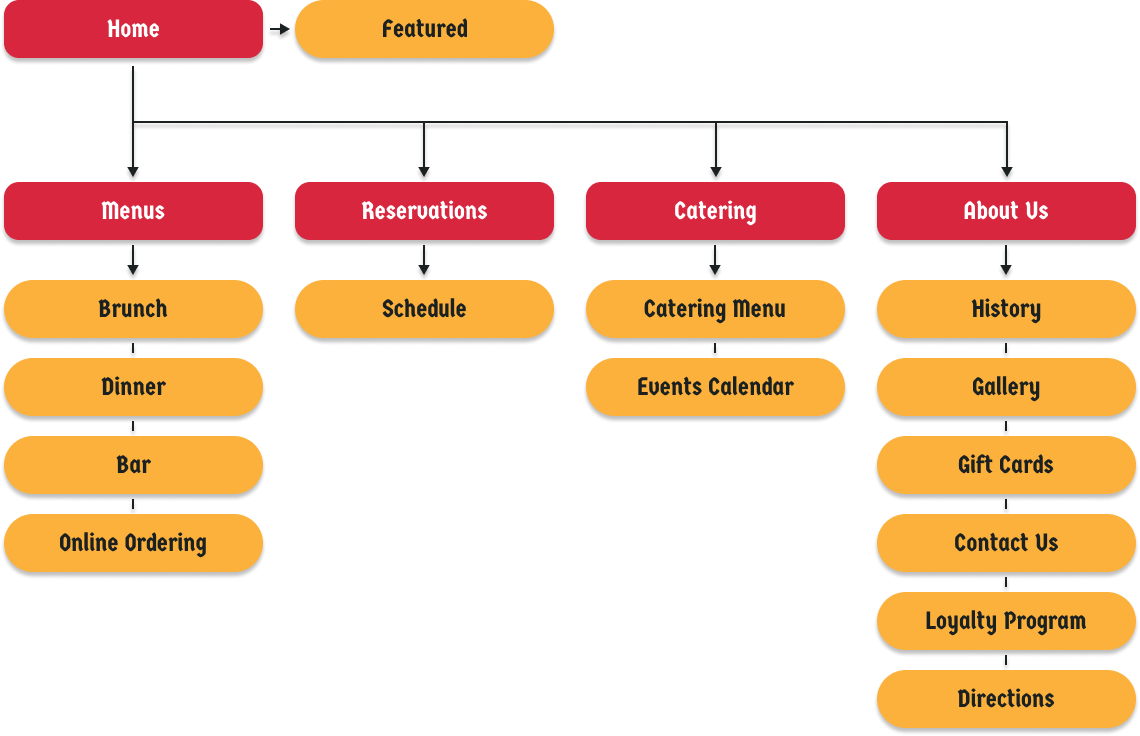 Home
Featured
Menus
Reservations
Catering
About Us
Brunch
Schedule
Catering Menu
History
Dinner
Events Calendar
Gallery
Bar
Gift Cards
Online Ordering
Contact Us
Loyalty Program
Directions